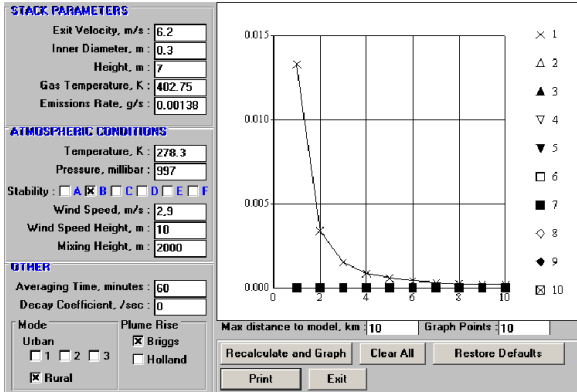 STACK PARAMETERS
Exit Velocity, m/s : 6.2
Inner Diameter, m : 0.3
Height, m : 7
Gas Temperature, K : 402.75
Emissions Rate, g/s : 0.00138
ATMOSPHERIC CONDITIONS
Temperature, K : 278.3
Pressure, millibar : 997
Stability : A B C D E F
Wind Speed, m/s : 2,9
Wind Speed Height, m : 10
Mixing Height, m : 2000
OTHER
Averaging Time, minutes : 60
Decay Coefficient, /sec : 0
Mode
Urban
1 2 3
Rural
Plume Rise
Briggs
Holland
0.015
0.010
0.005
0.000
0 2 4 6 8 10
1
2
3
4
5
6
7
8
9
10
Max distance to model, km : 10 Graph Points : 10
Recalculate and Graph Clear All Restore Defaults
Print Exit